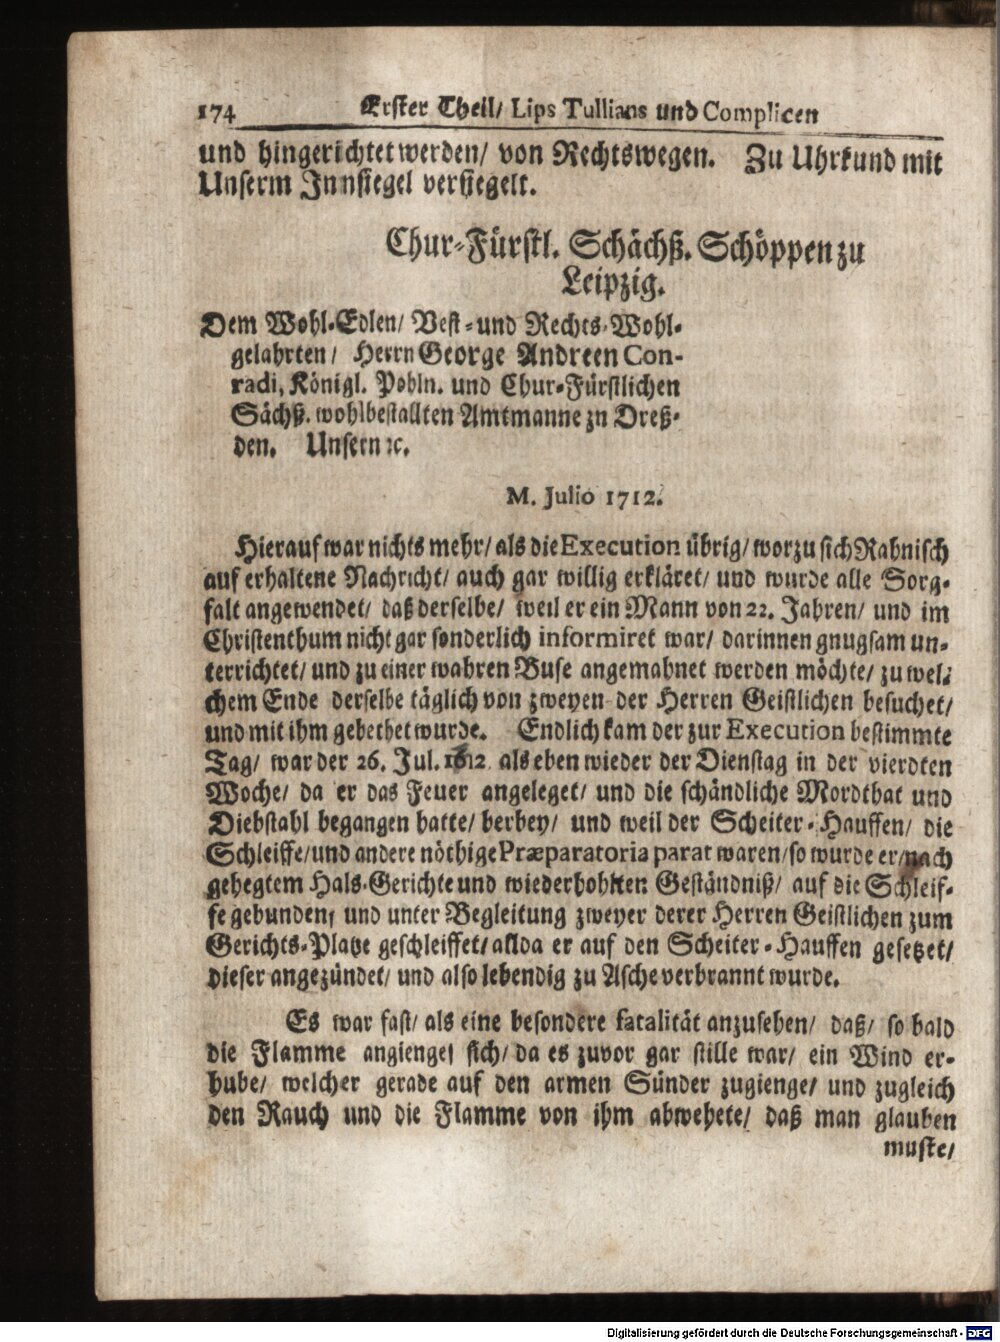 174 Erster Theil/ Lips Tullians und Complicen
und hingerichtet werden/ von Rechtswegen. Zu Uhrkund mit
Unserm Innsiegel versiegelt.
Chur-Fürstl. Schächß. Schöppen zu
Leipzig.
Dem Wohl-Edlen/ Vest- und Rechts-Wohl-
gelahrten/ Herrn George Andreen Con-
radi, Königl. Pohln. und Chur-Fürstlichen
Sächß. wohlbestallten Amtmanne zn Dreß-
den. Unsern ꝛc.
M. Julio 1712.
Hierauf war nichts mehr/ als die Execution übrig/ worzu sich Rahnisch
auf erhaltene Nachricht/ auch gar willig erkläret/ und wurde alle Sorg-
falt angewendet/ daß derselbe/ weil er ein Mann von 22. Jahren/ und im
Christenthum nicht gar sonderlich informiret war/ darinnen gnugsam un-
terrichtet/ und zu einer wahren Buse angemahnet werden möchte/ zu wel-
chem Ende derselbe täglich von zweyen der Herren Geistlichen besuchet/
und mit ihm gebethet wurde. Endlich kam der zur Execution bestimmte
Tag/ war der 26. Jul. 1612 als eben wieder der Dienstag in der vierdten
Woche/ da er das Feuer angeleget/ und die schändliche Mordthat und
Diebstahl begangen hatte/ herbey/ und weil der Scheiter-Hauffen/ die
Schleiffe/ und andere nöthige Præparatoria parat waren/ so wurde er/ nach
gehegtem Hals-Gerichte und wiederhohlten Geständniß/ auf die Schleif-
fe gebunden/ und unter Begleitung zweyer derer Herren Geistlichen zum
Gerichts-Platze geschleiffet/ allda er auf den Scheiter-Hauffen gesetzet/
dieser angezündet/ und also lebendig zu Asche verbrannt wurde.
Es war fast/ als eine besondere fatalität anzusehen/ daß/ so bald
die Flamme angienge/ sich/ da es zuvor gar stille war/ ein Wind er-
hube/ welcher gerade auf den armen Sünder zugienge/ und zugleich
den Rauch und die Flamme von ihm abwehete/ daß man glauben
muste/
Digitalisierung gefördert durch die Deutsche Forschungsgemeinschaft - DFG